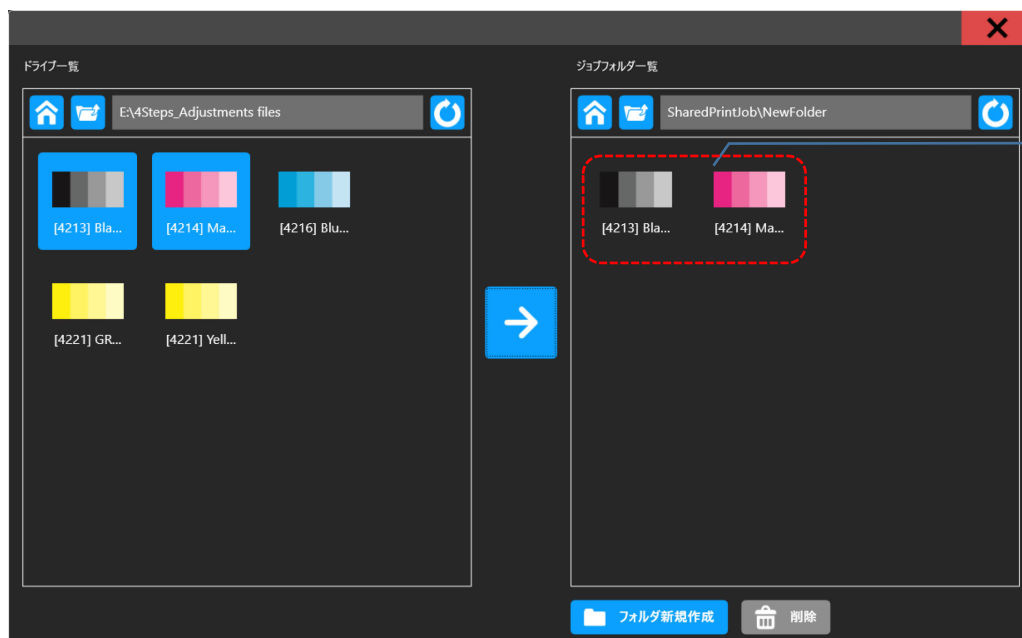 ドライブ一覧
E:\4Steps_Adjustments files
[4213] Bla...
[4214] Ma...
[4216] Blu...
[4221] GR...
[4221] Yell...
ジョブフォルダ一覧
SharedPrintJob\NewFolder
[4213] Bla...
[4214] Ma...
フォルダ新規作成
削除